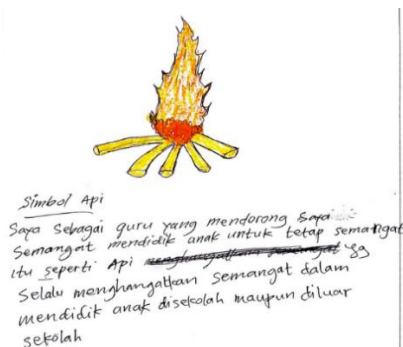 Simbol Api
Saya sebagai guru yang mendorong saya
Semangat mendidik anak untuk tetap semangat
itu seperti Api yg
Selalu menghangatkan semangat dalam
mendidik anak disekolah maupun diluar
sekolah